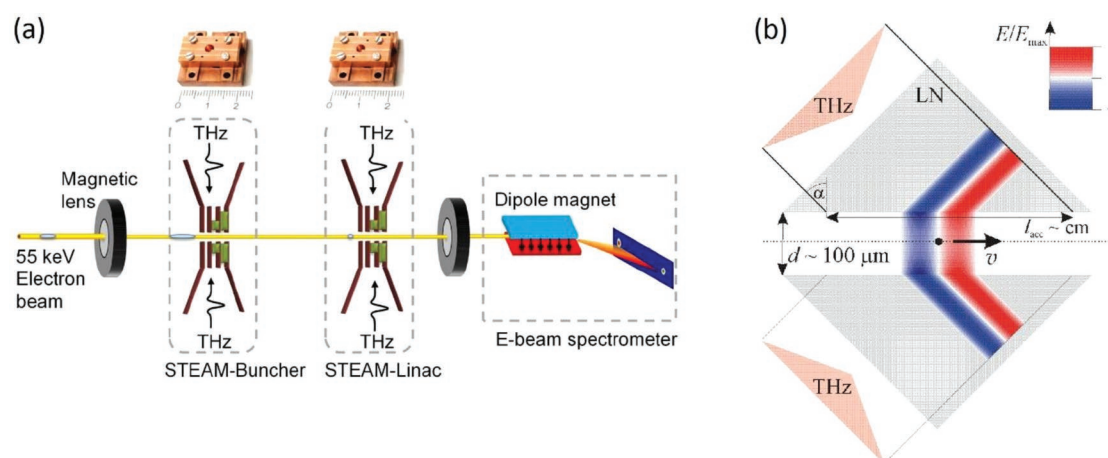 (a)
0 1 2
0 1 2
THz
THz
Magnetic
lens
55 keV
Electron
beam
THz
THz
STEAM-Buncher
STEAM-Linac
Dipole magnet
E-beam spectrometer
(b)
E/Emax
THz
LN
α
lacc ~ cm
d ~ 100 μm
v
THz